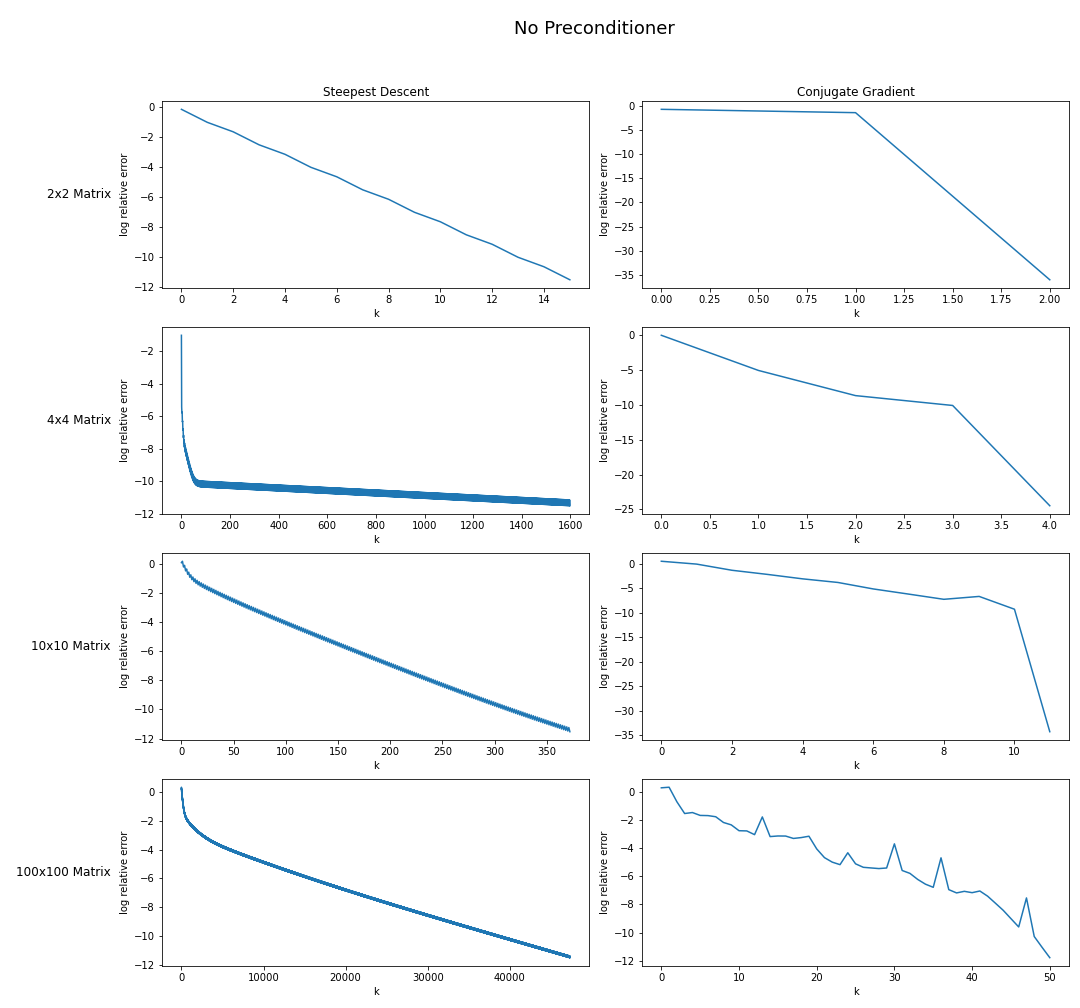 No Preconditioner
Steepest Descent
Conjugate Gradient
2x2 Matrix
log relative error
0
−2
−4
−6
−8
−10
−12
0 2 4 6 8 10 12 14
k
log relative error
0
−5
−10
−15
−20
−25
−30
−35
0.00 0.25 0.50 0.75 1.00 1.25 1.50 1.75 2.00
k
4x4 Matrix
log relative error
−2
−4
−6
−8
−10
−12
0 200 400 600 800 1000 1200 1400 1600
k
log relative error
0
−5
−10
−15
−20
−25
0.0 0.5 1.0 1.5 2.0 2.5 3.0 3.5 4.0
k
10x10 Matrix
log relative error
0
−2
−4
−6
−8
−10
−12
0 50 100 150 200 250 300 350
k
log relative error
0
−5
−10
−15
−20
−25
−30
−35
0 2 4 6 8 10
k
100x100 Matrix
log relative error
0
−2
−4
−6
−8
−10
−12
0 10000 20000 30000 40000
k
log relative error
0
−2
−4
−6
−8
−10
−12
0 10 20 30 40 50
k